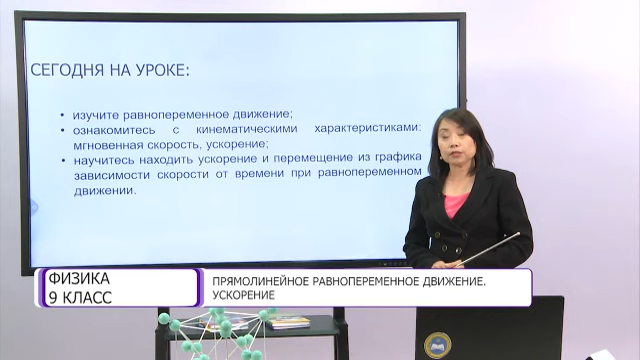 СЕГОДНЯ НА УРОКЕ:
• изучите равнопеременное движение;
• ознакомитесь с кинематическими характеристиками:
мгновенная скорость, ускорение;
• научитесь находить ускорение и перемещение из графика
зависимости скорости от времени при равнопеременном
движении.
ФИЗИКА
9 КЛАСС
ПРЯМОЛИНЕЙНОЕ РАВНОПЕРЕМЕННОЕ ДВИЖЕНИЕ.
УСКОРЕНИЕ